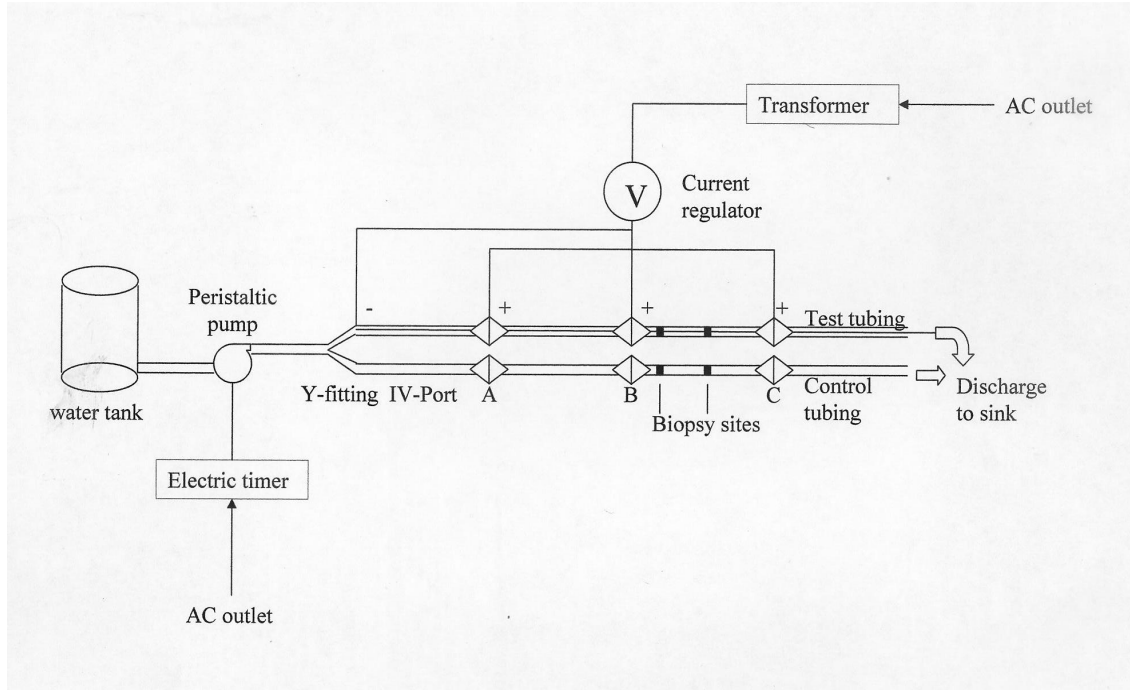 Transformer
AC outlet
V
Current
regulator
Peristaltic
pump
-
+
+
+
Test tubing
water tank
Y-fitting
IV-Port
A
B
C
Control
tubing
Discharge
to sink
Biopsy sites
Electric timer
AC outlet